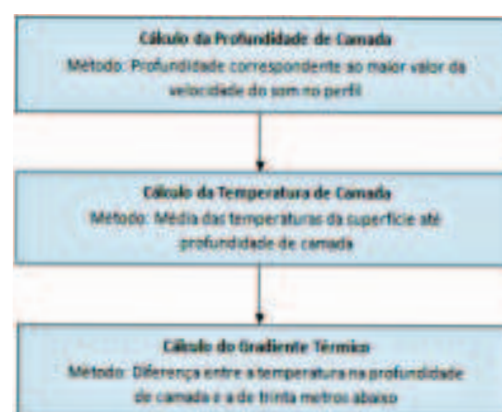 Cálculo da Profundidade de Camada
Método: Profundidade correspondente ao maior valor da
velocidade do som no perfil
Cálculo da Temperatura de Camada
Método: Média das temperaturas da superfície até
profundidade de camada
Cálculo do Gradiente Térmico
Método: Diferença entre a temperatura na profundidade
de camada e a de trinta metros abaixo